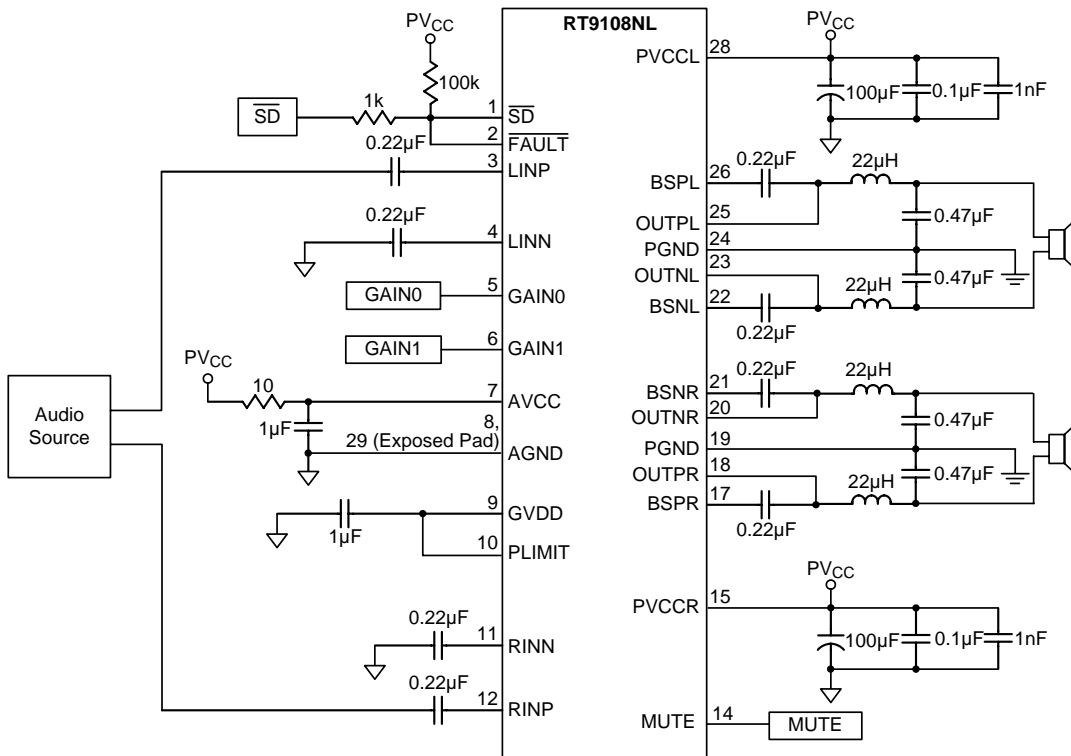 RT9108NL
PVCC
100k
1k
SD
1
SD
2
FAULT
0.22µF
3
LINP
0.22µF
4
LINN
GAIN0
5
GAIN0
GAIN1
6
GAIN1
PVCC
10
7
AVCC
1µF
8,
29 (Exposed Pad)
AGND
Audio
Source
9
GVDD
1µF
10
PLIMIT
0.22µF
11
RINN
0.22µF
12
RINP
PVCC
PVCCL
28
100µF
0.1µF
1nF
0.22µF
22µH
BSPL
26
OUTPL
25
0.47µF
PGND
24
OUTNL
23
22µH
0.47µF
BSNL
22
0.22µF
0.22µF
22µH
BSNR
21
OUTNR
20
0.47µF
PGND
19
OUTPR
18
22µH
0.47µF
BSPR
17
0.22µF
PVCC
PVCCR
15
100µF
0.1µF
1nF
MUTE
14
MUTE